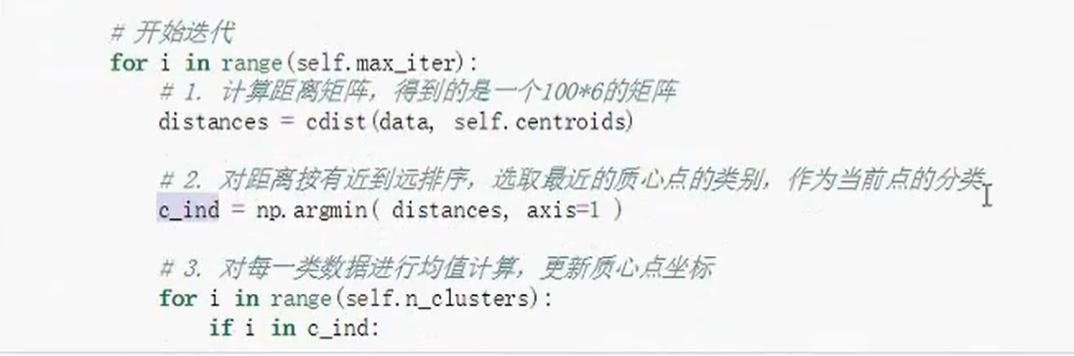 # 开始迭代
for i in range(self.max_iter):
# 1. 计算距离矩阵，得到的是一个100*6的矩阵
distances = cdist(data, self.centroids)
# 2. 对距离按有近到远排序，选取最近的质心点的类别，作为当前点的分类
c_ind = np.argmin( distances, axis=1 )
# 3. 对每一类数据进行均值计算，更新质心点坐标
for i in range(self.n_clusters):
if i in c_ind: